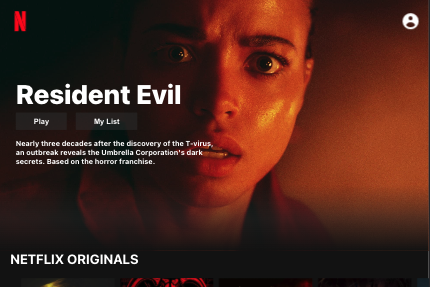 N
Resident Evil
Play My List
Nearly three decades after the discovery of the T-virus,
an outbreak reveals the Umbrella Corporation's dark
secrets. Based on the horror franchise.
NETFLIX ORIGINALS